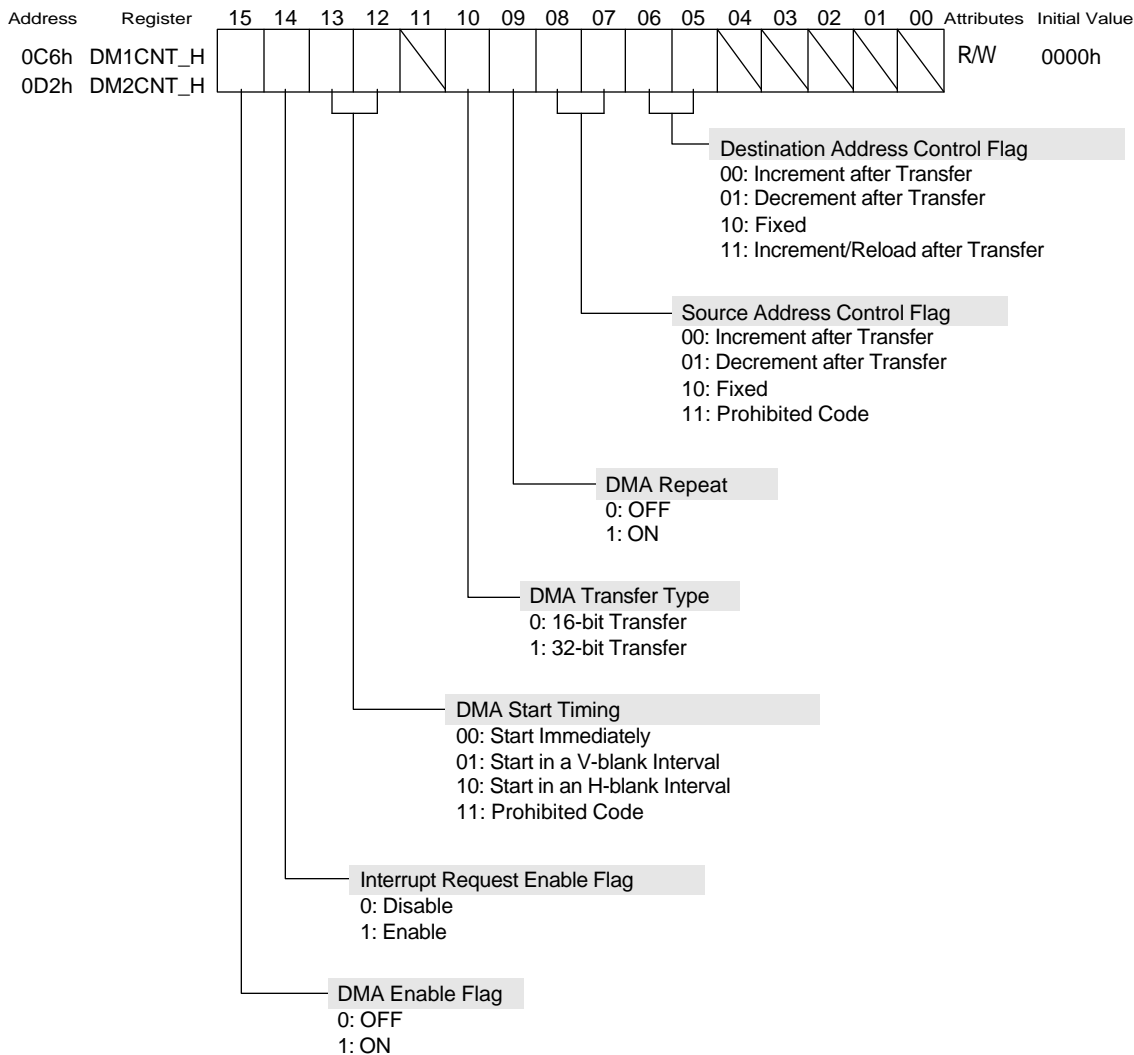 Address Register 15 14 13 12 11 10 09 08 07 06 05 04 03 02 01 00 Attributes Initial Value
0C6h DM1CNT_H R/W 0000h
0D2h DM2CNT_H
Destination Address Control Flag
00: Increment after Transfer
01: Decrement after Transfer
10: Fixed
11: Increment/Reload after Transfer
Source Address Control Flag
00: Increment after Transfer
01: Decrement after Transfer
10: Fixed
11: Prohibited Code
DMA Repeat
0: OFF
1: ON
DMA Transfer Type
0: 16-bit Transfer
1: 32-bit Transfer
DMA Start Timing
00: Start Immediately
01: Start in a V-blank Interval
10: Start in an H-blank Interval
11: Prohibited Code
Interrupt Request Enable Flag
0: Disable
1: Enable
DMA Enable Flag
0: OFF
1: ON